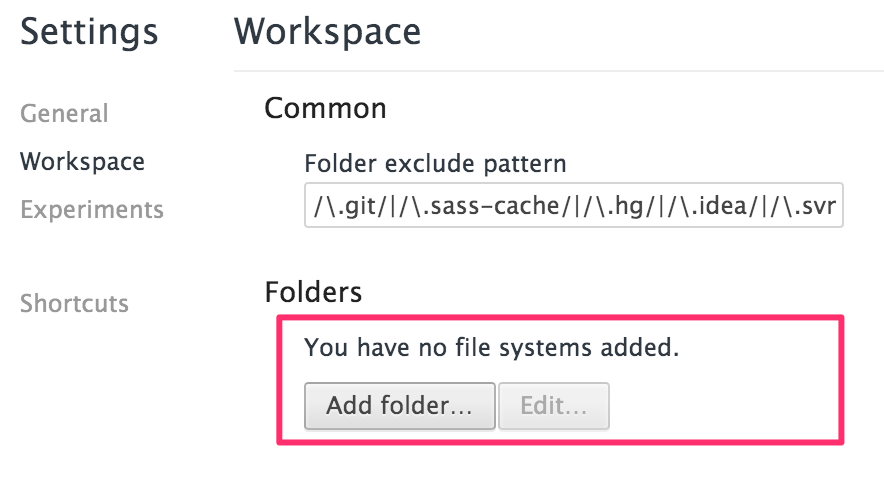 Settings
Workspace
General
Workspace
Experiments
Shortcuts
Common
Folder exclude pattern
/\.git/|/\.sass-cache/|/\.hg/|/\.idea/|/\.svr
Folders
You have no file systems added.
Add folder...
Edit...